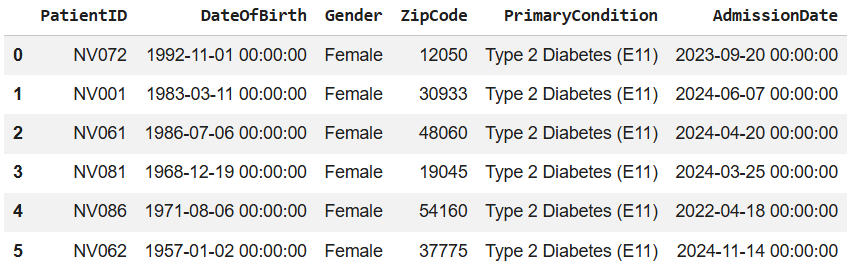 PatientID DateOfBirth Gender ZipCode PrimaryCondition AdmissionDate
0 NV072 1992-11-01 00:00:00 Female 12050 Type 2 Diabetes (E11) 2023-09-20 00:00:00
1 NV001 1983-03-11 00:00:00 Female 30933 Type 2 Diabetes (E11) 2024-06-07 00:00:00
2 NV061 1986-07-06 00:00:00 Female 48060 Type 2 Diabetes (E11) 2024-04-20 00:00:00
3 NV081 1968-12-19 00:00:00 Female 19045 Type 2 Diabetes (E11) 2024-03-25 00:00:00
4 NV086 1971-08-06 00:00:00 Female 54160 Type 2 Diabetes (E11) 2022-04-18 00:00:00
5 NV062 1957-01-02 00:00:00 Female 37775 Type 2 Diabetes (E11) 2024-11-14 00:00:00